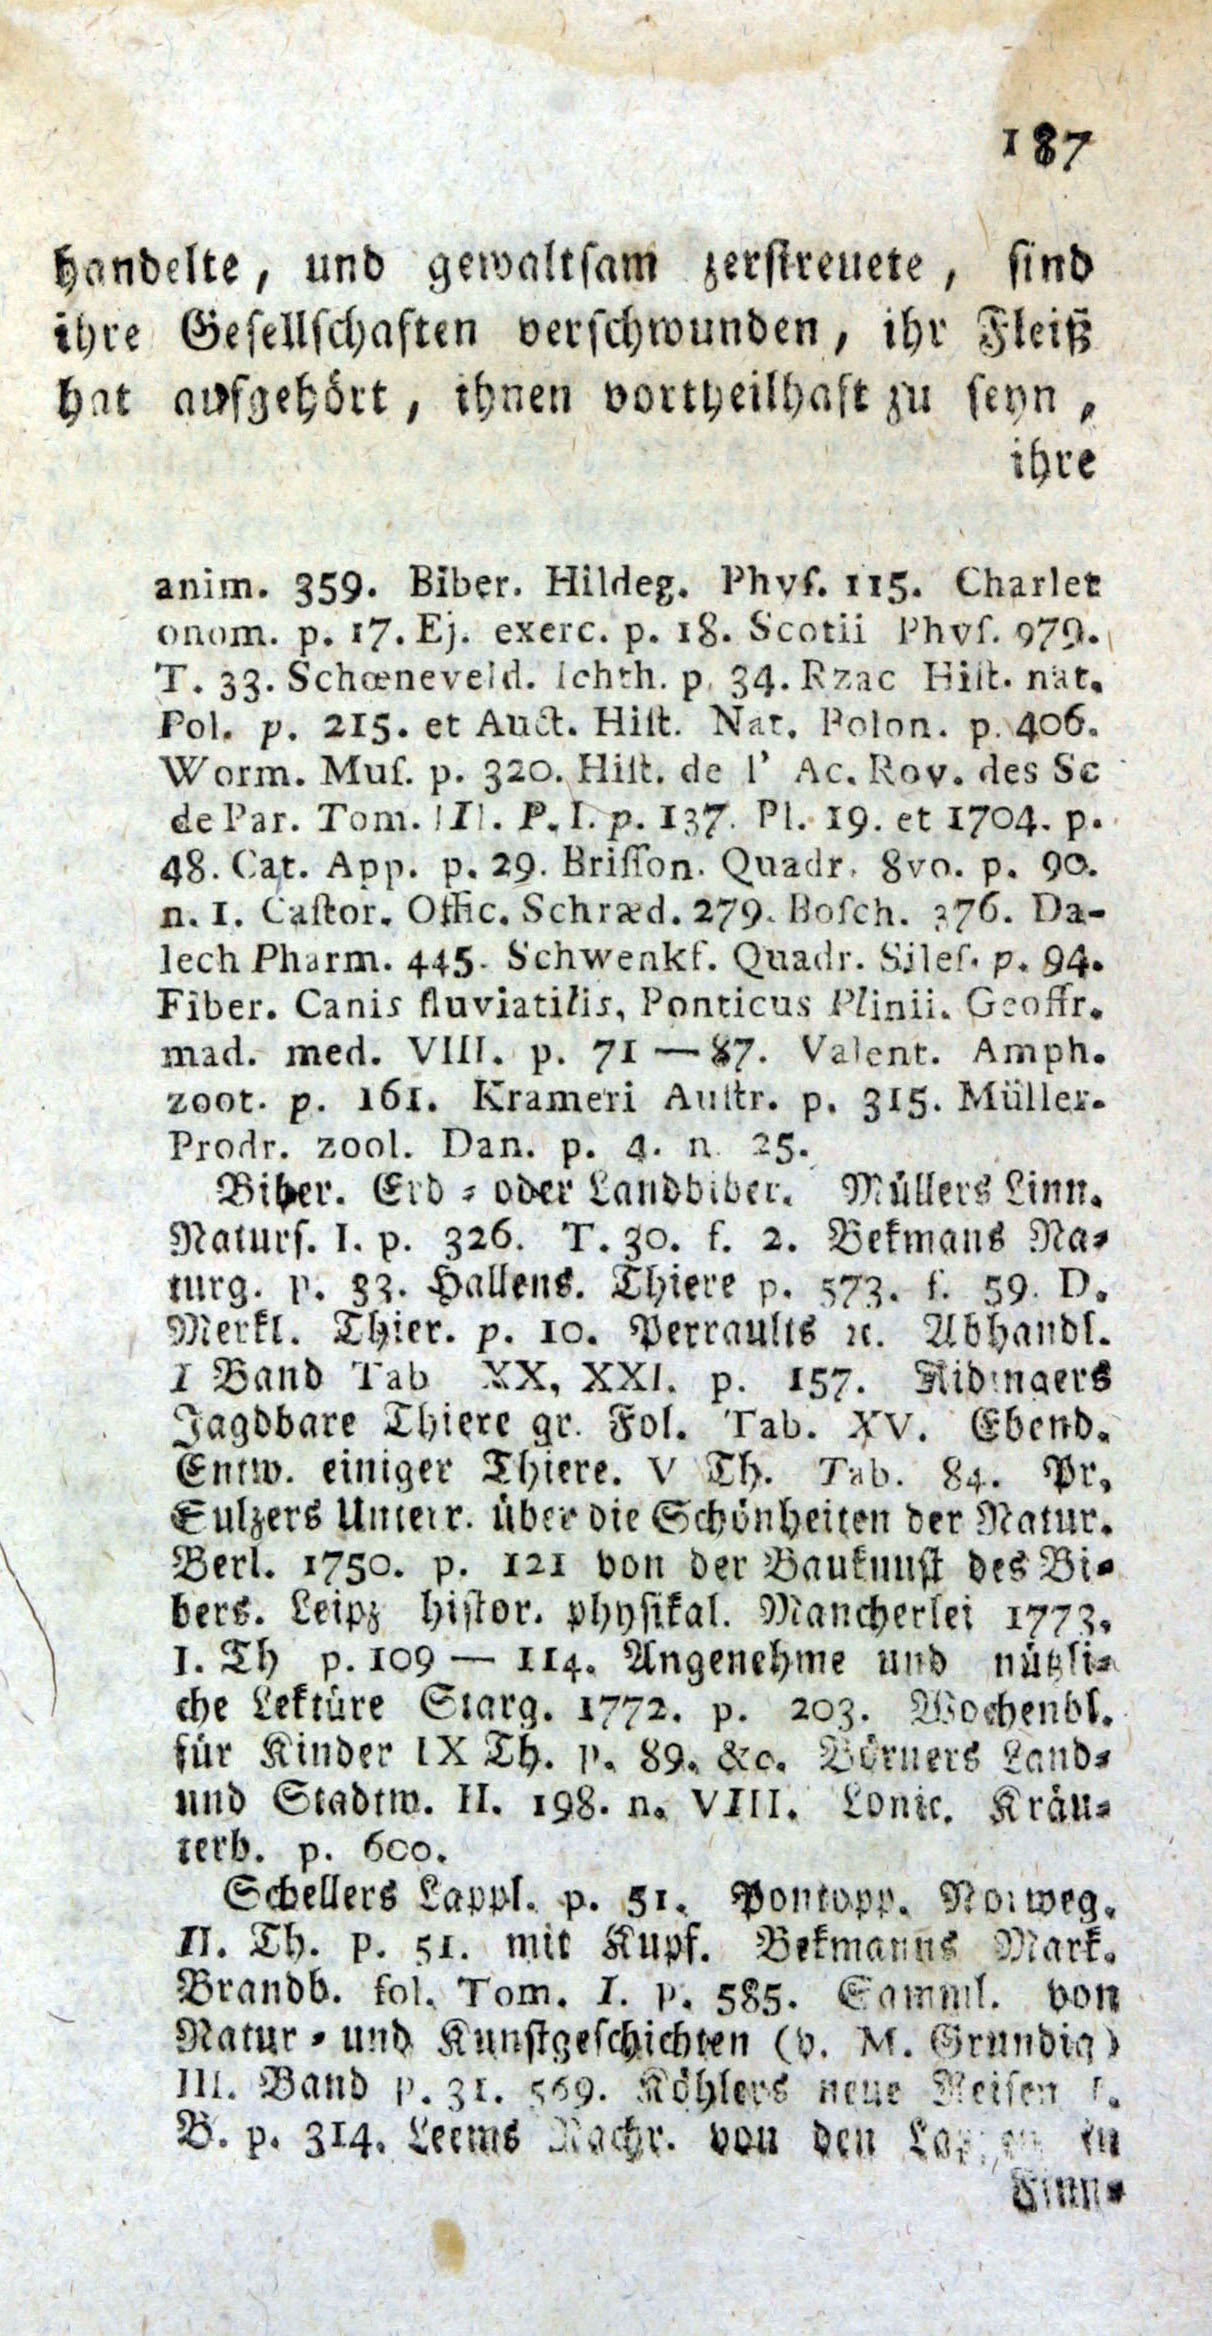 187
handelte, und gewaltsam zerstreuete, sind
ihre Gesellschaften verschwunden, ihr Fleiß
hat aufgehört, ihnen vortheilhaft zu seyn,
ihre
anim. 359. Biber. Hildeg. Phyſ. 115. Charlet
onom. p. 17. Ej. exerc. p. 18. Scotii Phyſ. 979.
T. 33. Schœneveld. Ichth. p. 34. Rzac Hiſt. nat.
Pol. p. 215. et Auct. Hiſt. Nat. Polon. p. 406.
Worm. Muſ. p. 320. Hiſt. de l' Ac. Roy. des Sc
de Par. Tom. III. P. I. p. 137. Pl. 19. et 1704. p.
48. Cat. App. p. 29. Briſſon. Quadr. 8vo. p. 90.
n. 1. Caſtor. Offic. Schræd. 279. Boſch. 376. Da-
lech Pharm. 445. Schwenkf. Quadr. Sileſ. p. 94.
Fiber. Canis fluviatilis, Ponticus Plinii. Geoffr.
mad. med. VIII. p. 71 — 87. Valent. Amph.
zoot. p. 161. Krameri Auſtr. p. 315. Müller.
Prodr. zool. Dan. p. 4. n. 25.
Biber. Erd- oder Landbiber. Müllers Linn.
Naturs. I. p. 326. T. 30. f. 2. Bekmans Na-
turg. p. 33. Hallens. Thiere p. 573. f. 59. D.
Merkl. Thier. p. 10. Perraults ꝛc. Abhandl.
I Band Tab XX, XXI. p. 157. Ridingers
Jagdbare Thiere gr. Fol. Tab. XV. Ebend.
Entw. einiger Thiere. V Th. Tab. 84. Pr.
Sulzers Unterr. über die Schönheiten der Natur.
Berl. 1750. p. 121 von der Baukunst des Bi-
bers. Leipz histor. physikal. Mancherlei 1773.
I. Th p. 109 — 114. Angenehme und nützli-
che Lektüre Starg. 1772. p. 203. Wochenbl.
für Kinder IX Th. p. 89. &c. Börners Land-
und Stadtw. II. 198. n. VIII. Lonic. Kräu-
terb. p. 600.
Schellers Lappl. p. 51. Pontopp. Norweg.
II. Th. p. 51. mit Kupf. Bekmanns Mark.
Brandb. fol. Tom. I. p. 585. Samml. von
Natur- und Kunstgeschichten (v. M. Grundig)
III. Band p. 31. 569. Köhlers neue Reisen
B. p. 314. Leems Nachr. von den Lappen in
Finn-